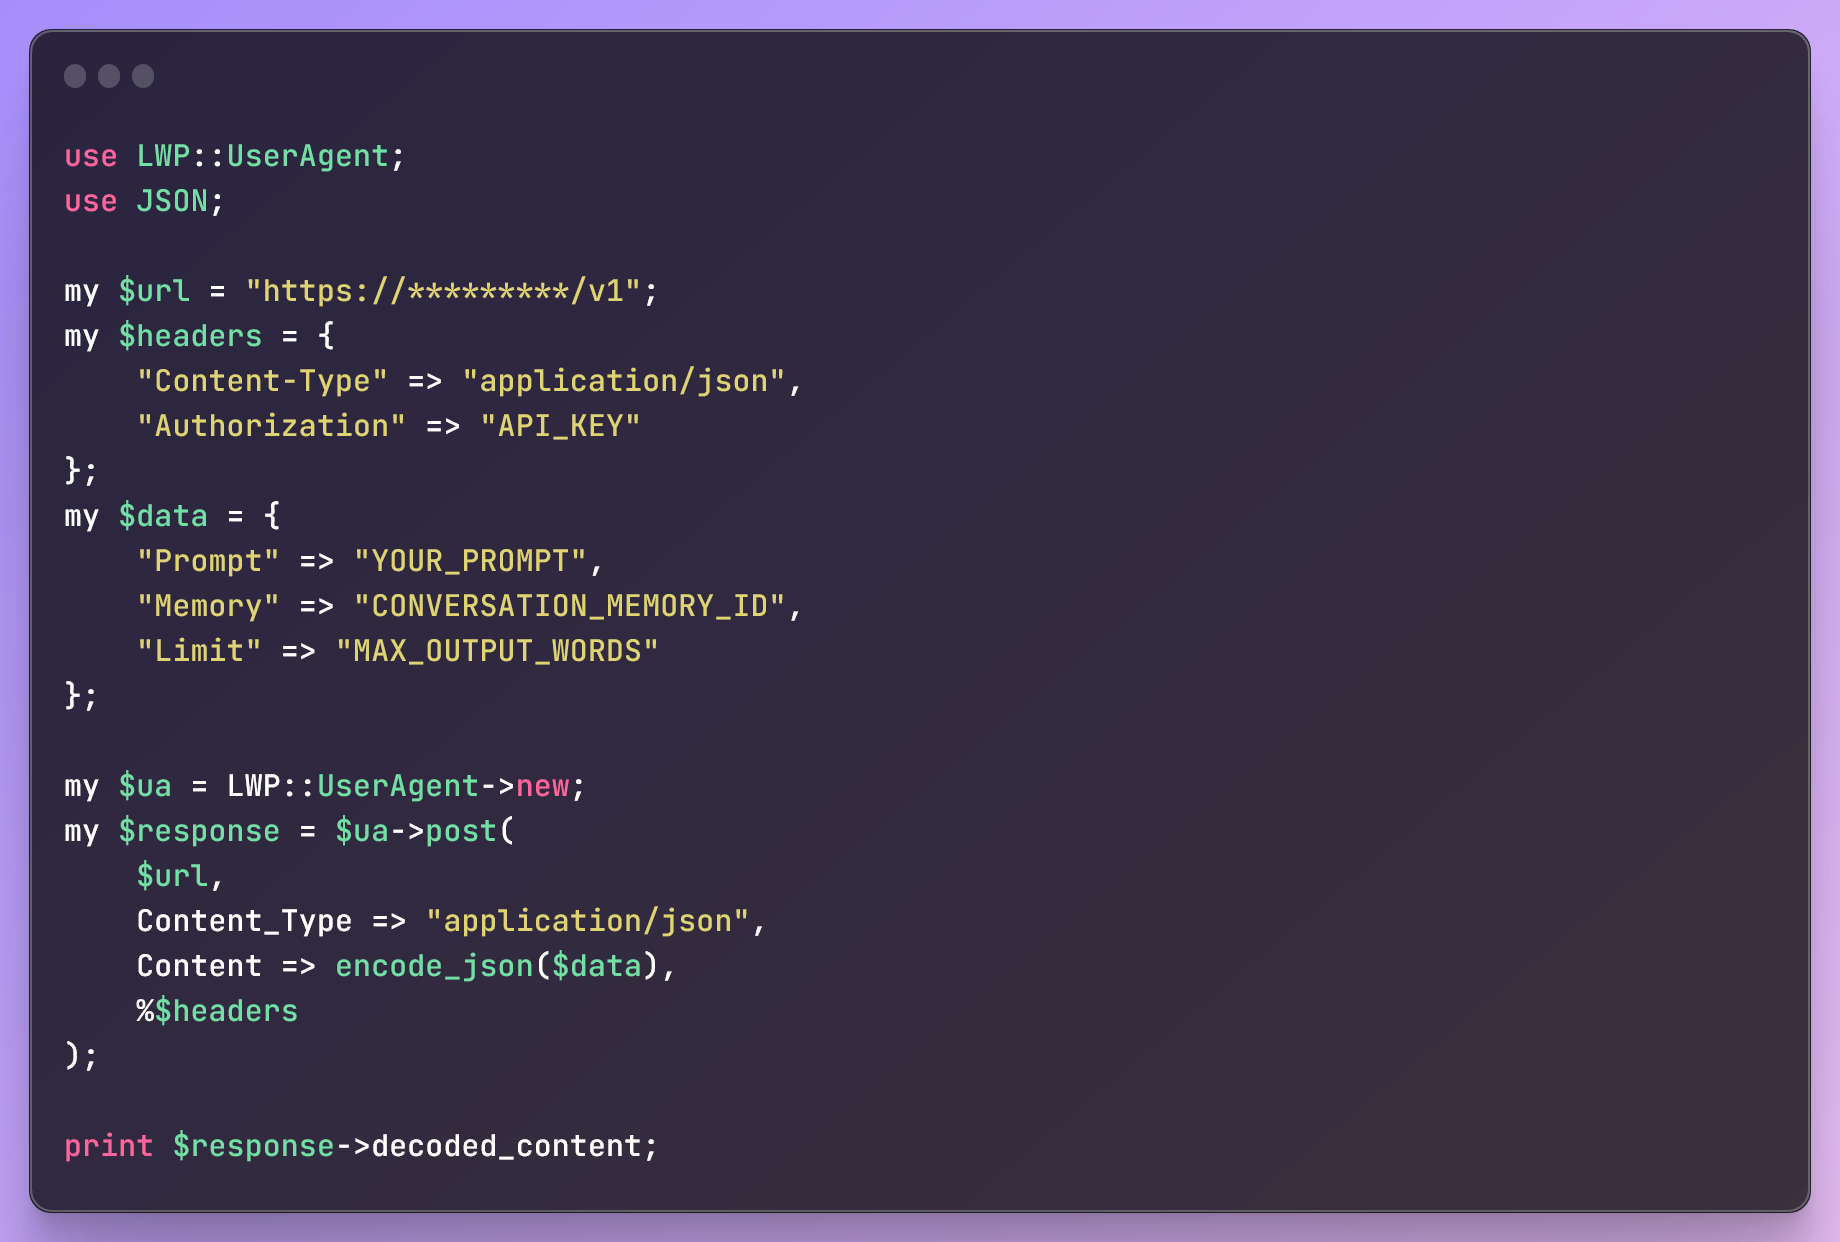 use LWP::UserAgent;
use JSON;

my $url = "https://*********/v1";
my $headers = {
    "Content-Type" => "application/json",
    "Authorization" => "API_KEY"
};
my $data = {
    "Prompt" => "YOUR_PROMPT",
    "Memory" => "CONVERSATION_MEMORY_ID",
    "Limit" => "MAX_OUTPUT_WORDS"
};

my $ua = LWP::UserAgent->new;
my $response = $ua->post(
    $url,
    Content_Type => "application/json",
    Content => encode_json($data),
    %$headers
);

print $response->decoded_content;